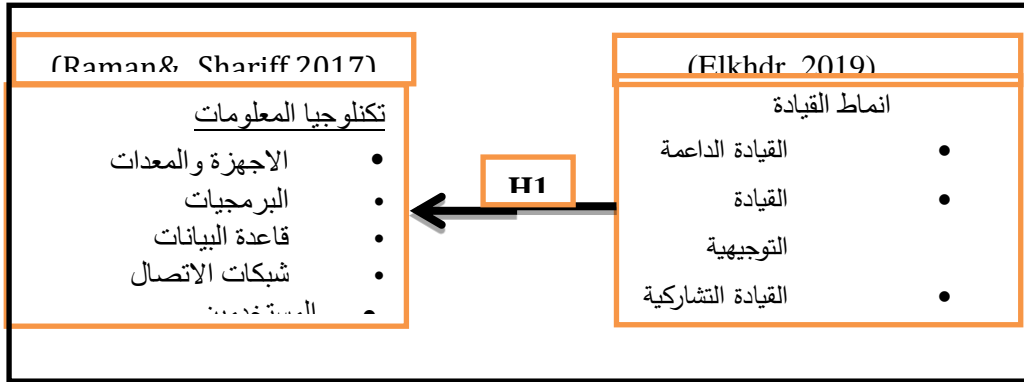 (Elkhdr, 2019)
انماط القيادة
• القيادة الداعمة
• القيادة
التوجيهية
• القيادة التشاركية
H1
(Raman& Shariff 2017)
تكنلوجيا المعلومات
• الاجهزة والمعدات
• البرمجيات
• قاعدة البيانات
• شبكات الاتصال
• المستخدمين